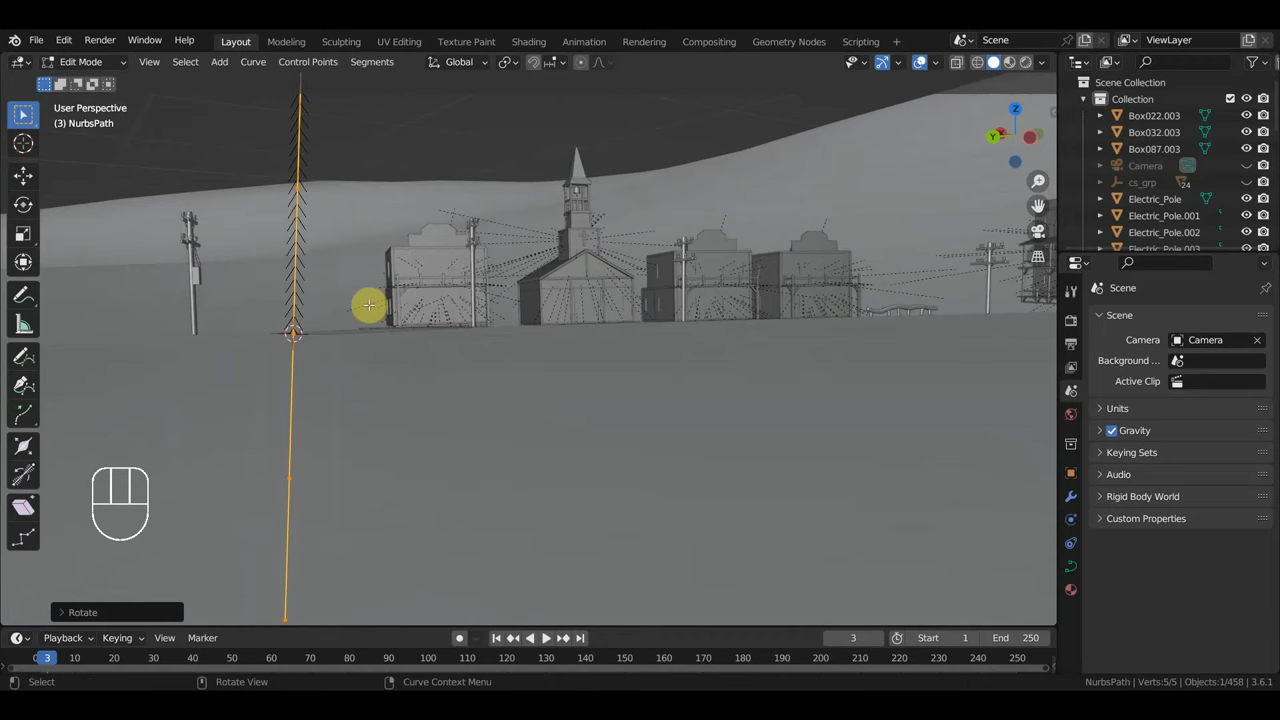 File Edit Render Window Help
Layout Modeling Sculpting UV Editing Texture Paint Shading Animation Rendering Compositing Geometry Nodes Scripting +
Scene
ViewLayer
Edit Mode View Select Add Curve Control Points Segments
Global
User Perspective
(3) NurbsPath
Z
Y
Scene Collection
Collection
Box022.003
Box032.003
Box087.003
Camera
cs_grp
24
Electric_Pole
Electric_Pole.001
Electric_Pole.002
Electric_Pole.003
Scene
Scene
Camera
Camera
Background ...
Active Clip
Units
Gravity
Keying Sets
Audio
Rigid Body World
Custom Properties
Rotate
Playback Keying View Marker
3
Start 1
End 250
0 3 10 20 30 40 50 60 70 80 90 100 110 120 130 140 150 160 170 180 190 200 210 220 230 240 250
Select
Rotate View
Curve Context Menu
NurbsPath | Verts:5/5 | Objects:1/458 | 3.6.1